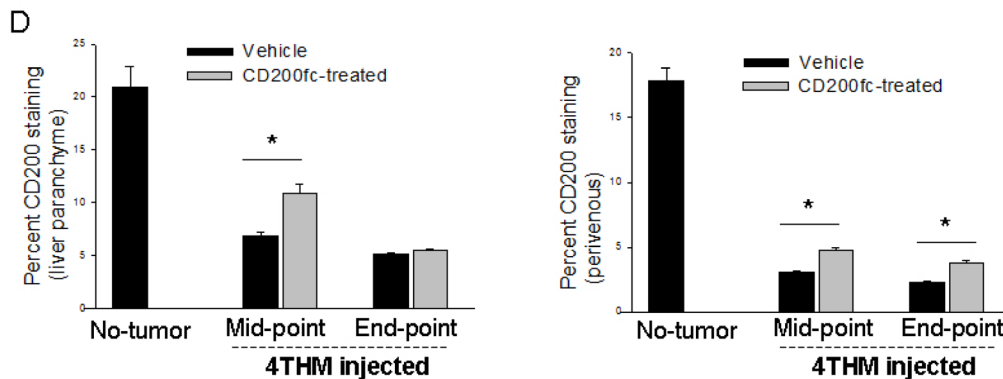 D
Percent CD200 staining
(liver paranchyme)
25
20
15
10
5
0
Vehicle
CD200fc-treated
*
No-tumor
Mid-point
End-point
4THM injected
Percent CD200 staining
(perivenous)
20
15
10
5
0
Vehicle
CD200fc-treated
*
*
No-tumor
Mid-point
End-point
4THM injected